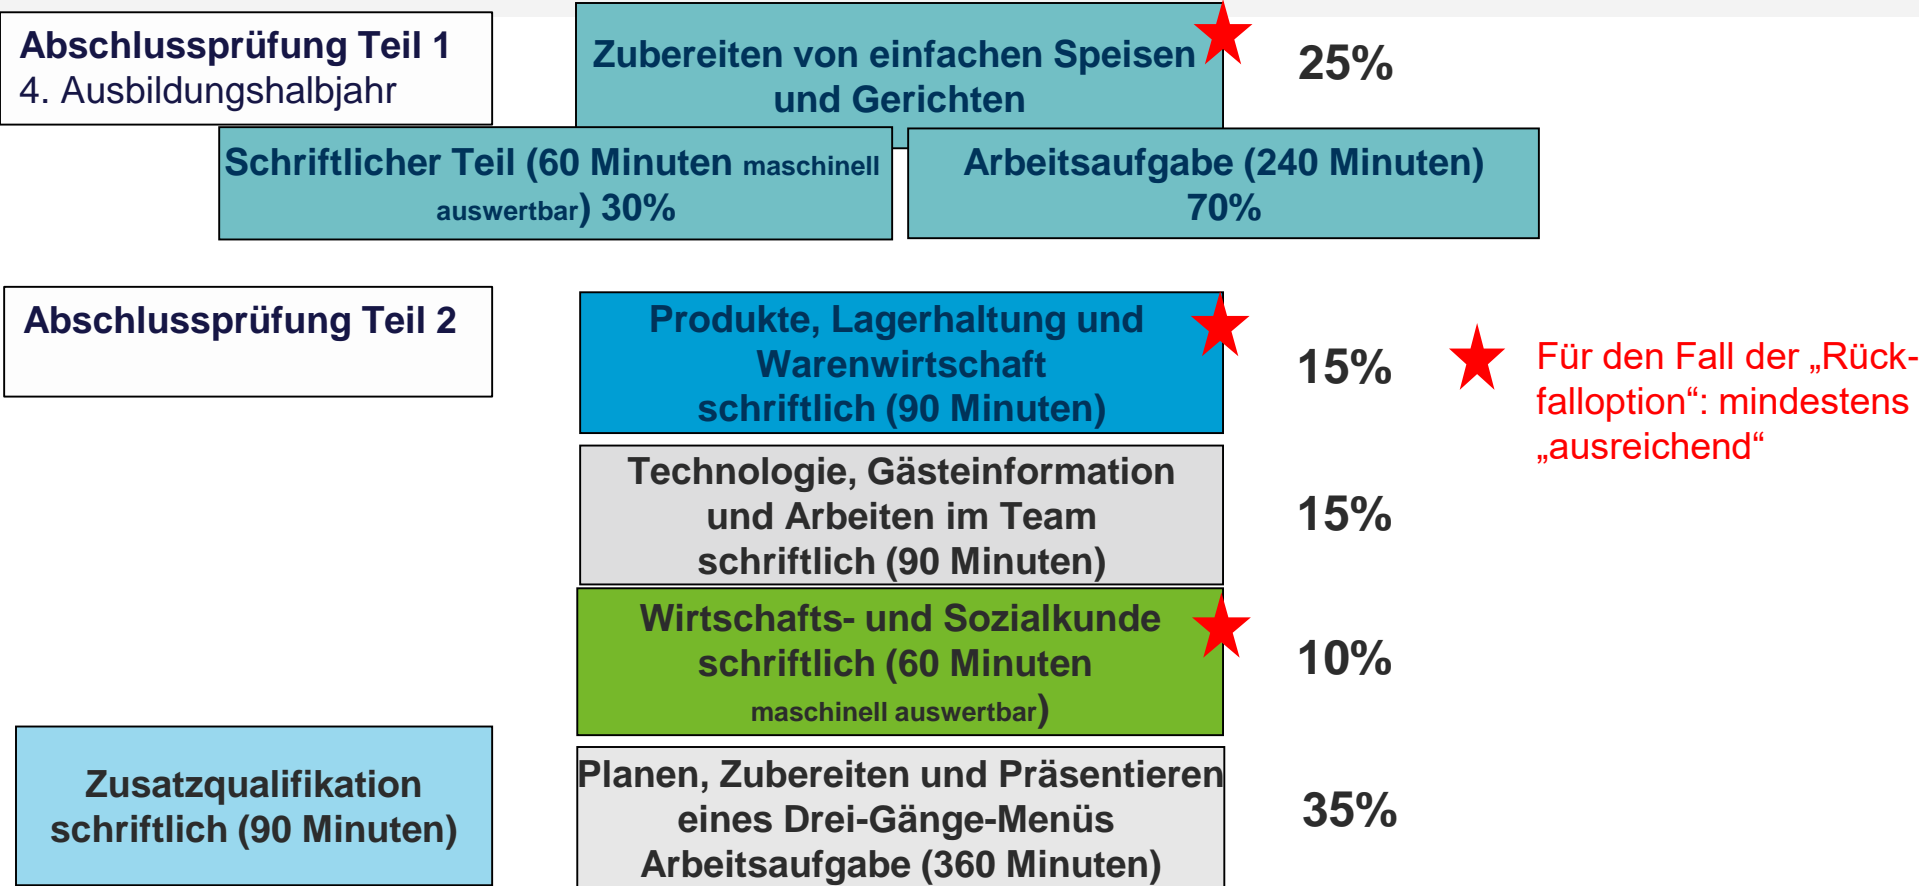 Abschlussprüfung Teil 1
4. Ausbildungshalbjahr
Zubereiten von einfachen Speisen
und Gerichten
25%
Schriftlicher Teil (60 Minuten maschinell
auswertbar) 30%
Arbeitsaufgabe (240 Minuten)
70%
Abschlussprüfung Teil 2
Produkte, Lagerhaltung und
Warenwirtschaft
schriftlich (90 Minuten)
15%
Für den Fall der „Rück-
falloption“: mindestens
„ausreichend“
Technologie, Gästeinformation
und Arbeiten im Team
schriftlich (90 Minuten)
15%
Wirtschafts- und Sozialkunde
schriftlich (60 Minuten
maschinell auswertbar)
10%
Zusatzqualifikation
schriftlich (90 Minuten)
Planen, Zubereiten und Präsentieren
eines Drei-Gänge-Menüs
Arbeitsaufgabe (360 Minuten)
35%